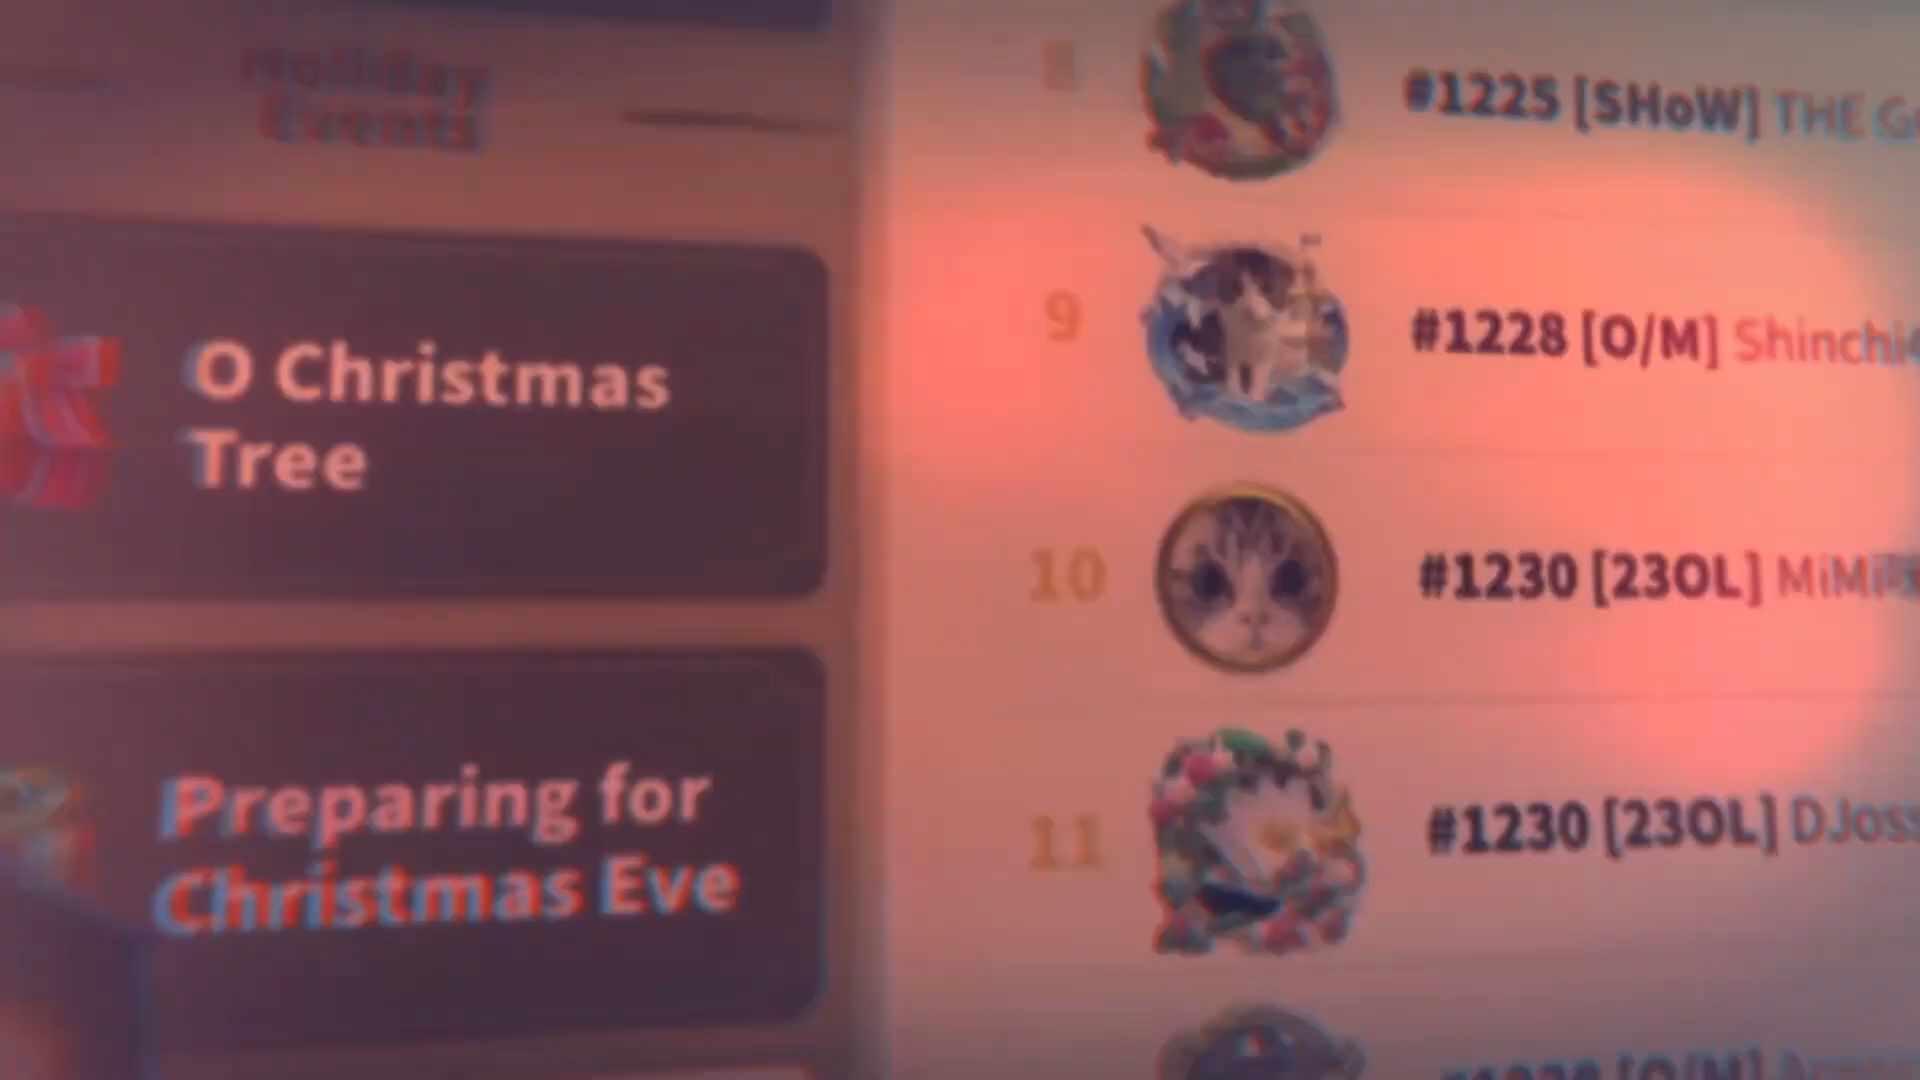 Holiday
Events
O Christmas
Tree
Preparing for
Christmas Eve
8
#1225 [SHoW] THE
9
#1228 [O/M]
10
#1230 [23OL]
11
#1230 [23OL]
[O/M]